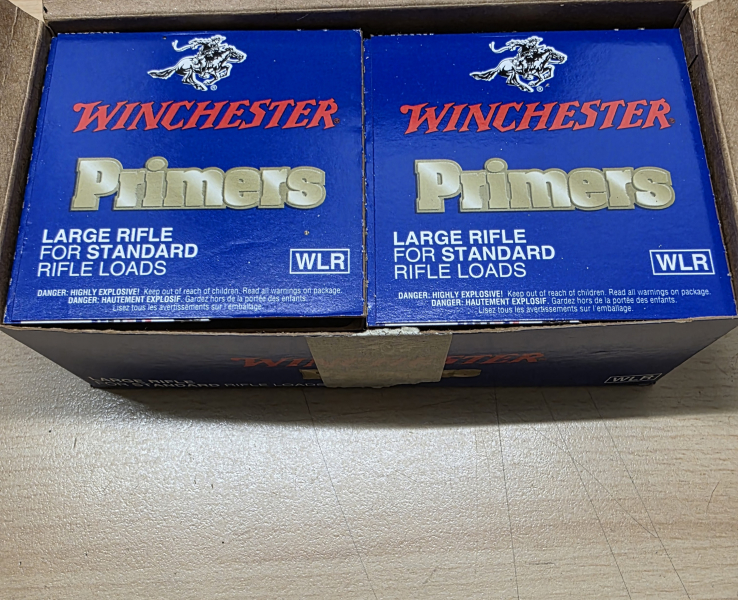 WINCHESTER
Primers
LARGE RIFLE
FOR STANDARD
RIFLE LOADS
WLR
DANGER: HIGHLY EXPLOSIVE! Keep out of reach of children. Read all warnings on package.
DANGER: HAUTEMENT EXPLOSIF. Gardez hors de la portée des enfants.
Lisez tous les avertissements sur l'emballage.
WINCHESTER
Primers
LARGE RIFLE
FOR STANDARD
RIFLE LOADS
WLR
DANGER: HIGHLY EXPLOSIVE! Keep out of reach of children. Read all warnings on package.
DANGER: HAUTEMENT EXPLOSIF. Gardez hors de la portée des enfants.
Lisez tous les avertissements sur l'emballage.
LARGE RIFLE
STANDARD RIFLE LOADS
WLR